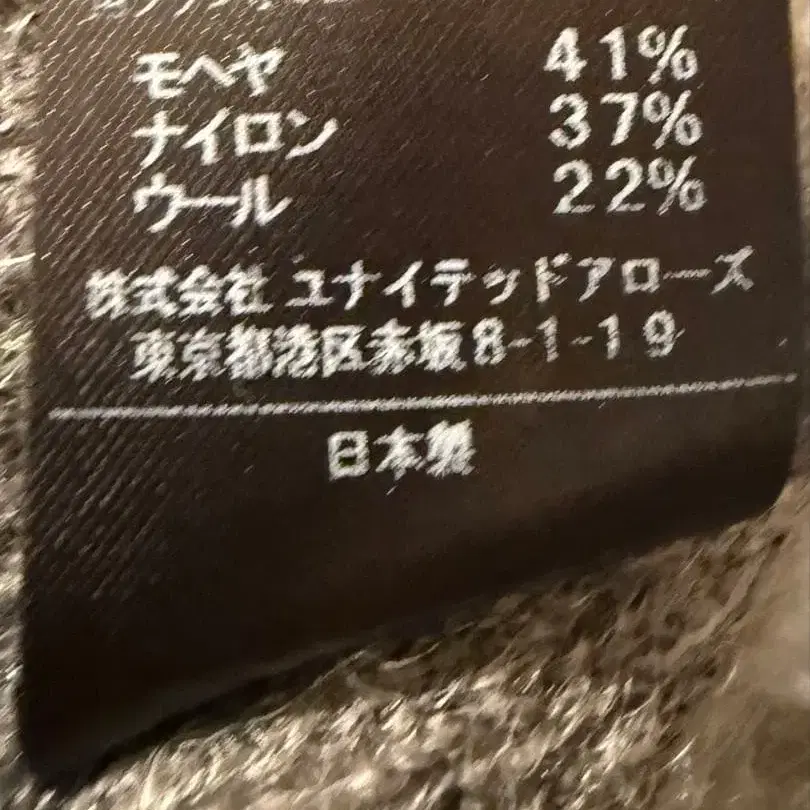 モヘヤ 41%
ナイロン 37%
ウール 22%
株式会社 ユナイテッドアローズ
東京都港区赤坂8-1-19
日本製